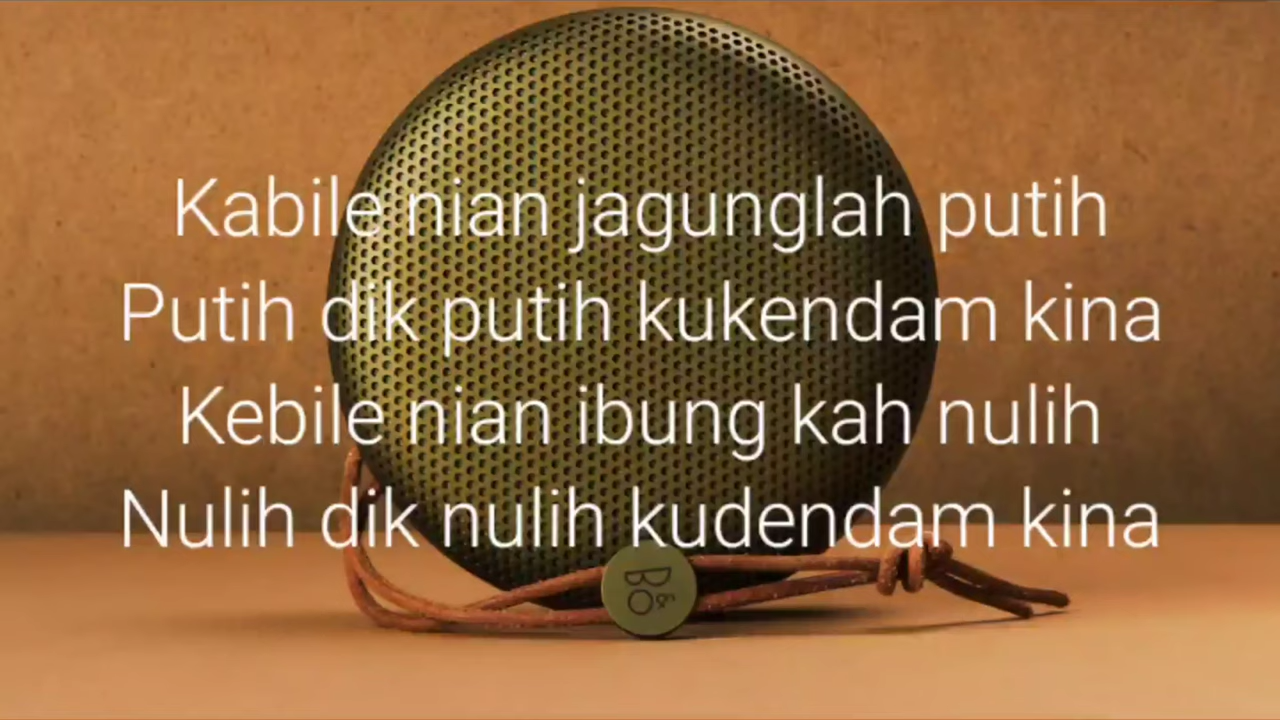 Kabile nian jagunglah putih
Putih dik putih kukendam kina
Kebile nian ibung kah nulih
Nulih dik nulih kudendam kina
B&O